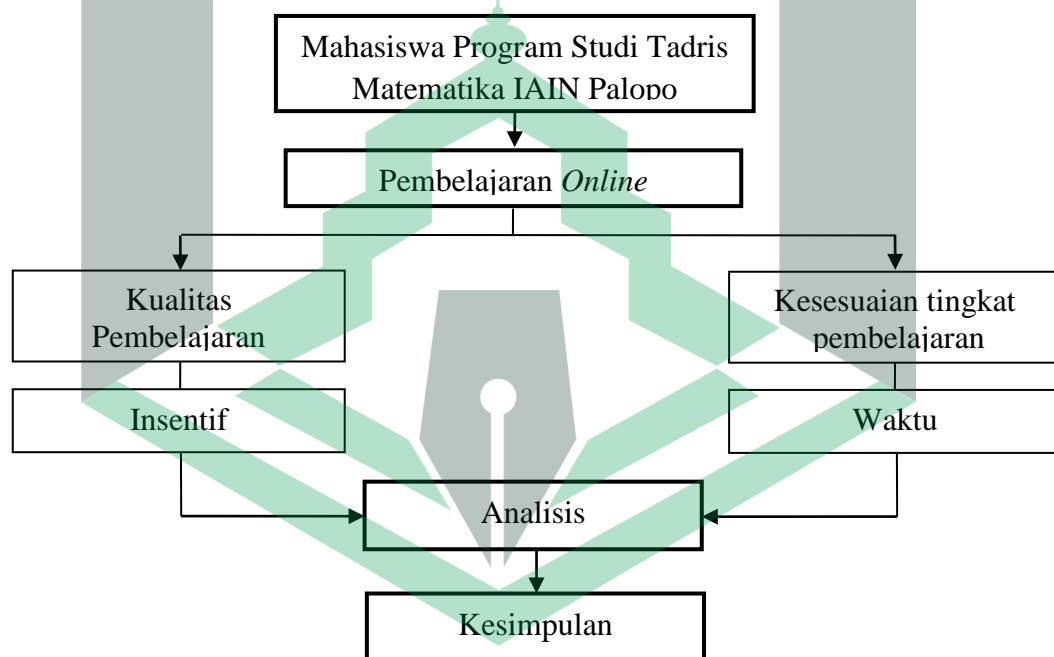 Mahasiswa Program Studi Tadris
Matematika IAIN Palopo
Pembelajaran Online
Kualitas
Pembelajaran
Kesesuaian tingkat
pembelajaran
Insentif
Waktu
Analisis
Kesimpulan